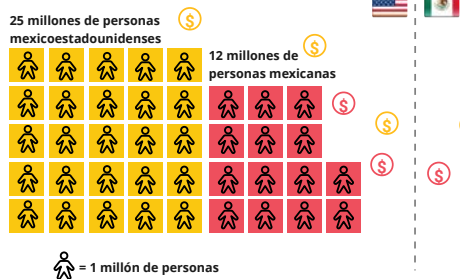 25 millones de personas
mexicoestadounidenses
12 millones de
personas mexicanas
$
$
$
$
$
$
= 1 millón de personas